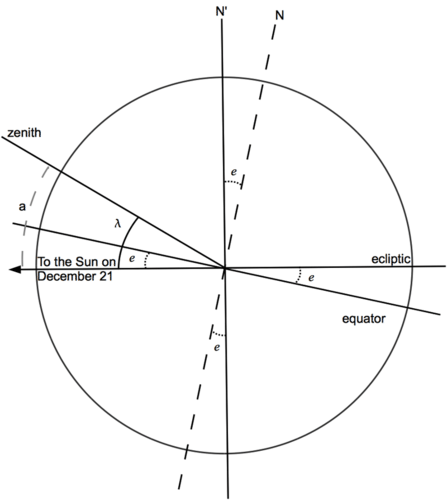 N'
N
zenith
e
a
λ
To the Sun on
December 21
e
ecliptic
e
equator
e